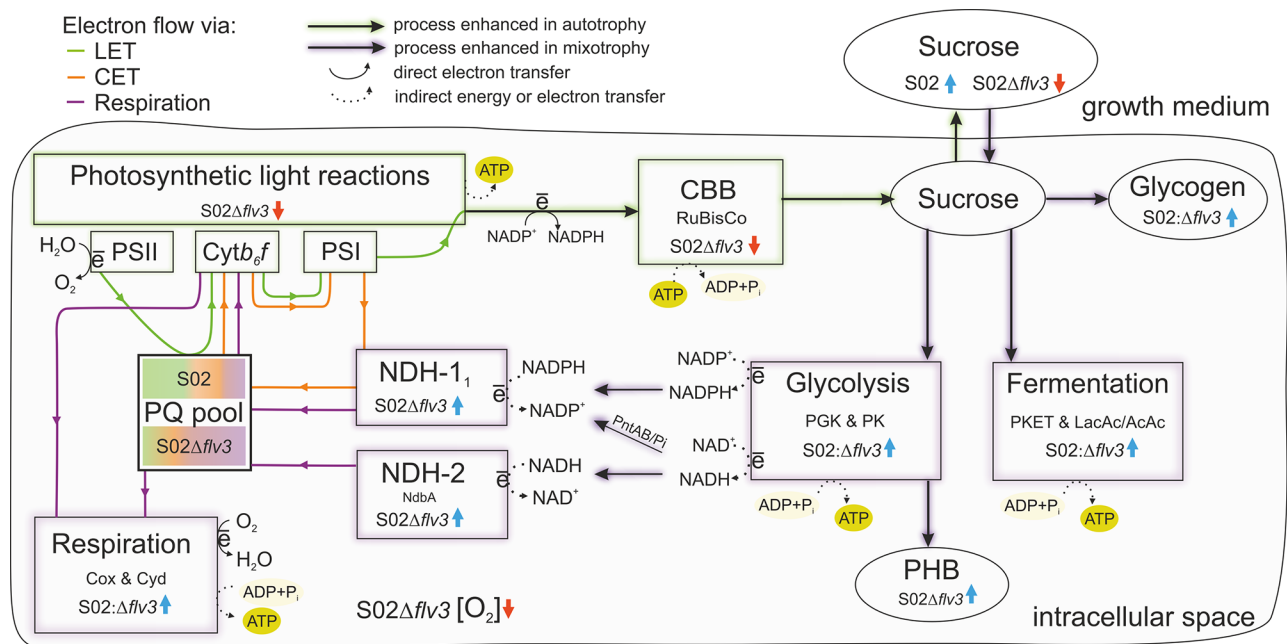 Electron flow via:
LET
CET
Respiration
process enhanced in autotrophy
process enhanced in mixotrophy
direct electron transfer
indirect energy or electron transfer
Sucrose
S02 S02Δflv3
growth medium
Photosynthetic light reactions
S02Δflv3
ATP
e̅
NADP⁺ NADPH
CBB
RuBisCo
S02Δflv3
ATP
ADP+Pᵢ
Sucrose
Glycogen
S02:Δflv3
H₂O
O₂
e̅
PSII
Cytb₆f
PSI
S02
PQ pool
S02Δflv3
NDH-1₁
S02Δflv3
e̅
NADPH
NADP⁺
NDH-2
NdbA
S02Δflv3
e̅
NADH
NAD⁺
PntAB/Pi
NADP⁺
e̅
NADPH
NAD⁺
e̅
NADH
Glycolysis
PGK & PK
S02:Δflv3
ADP+Pᵢ
ATP
Fermentation
PKET & LacAc/AcAc
S02:Δflv3
ADP+Pᵢ
ATP
Respiration
Cox & Cyd
S02:Δflv3
O₂
e̅
H₂O
ADP+Pᵢ
ATP
S02Δflv3 [O₂]
PHB
S02Δflv3
intracellular space